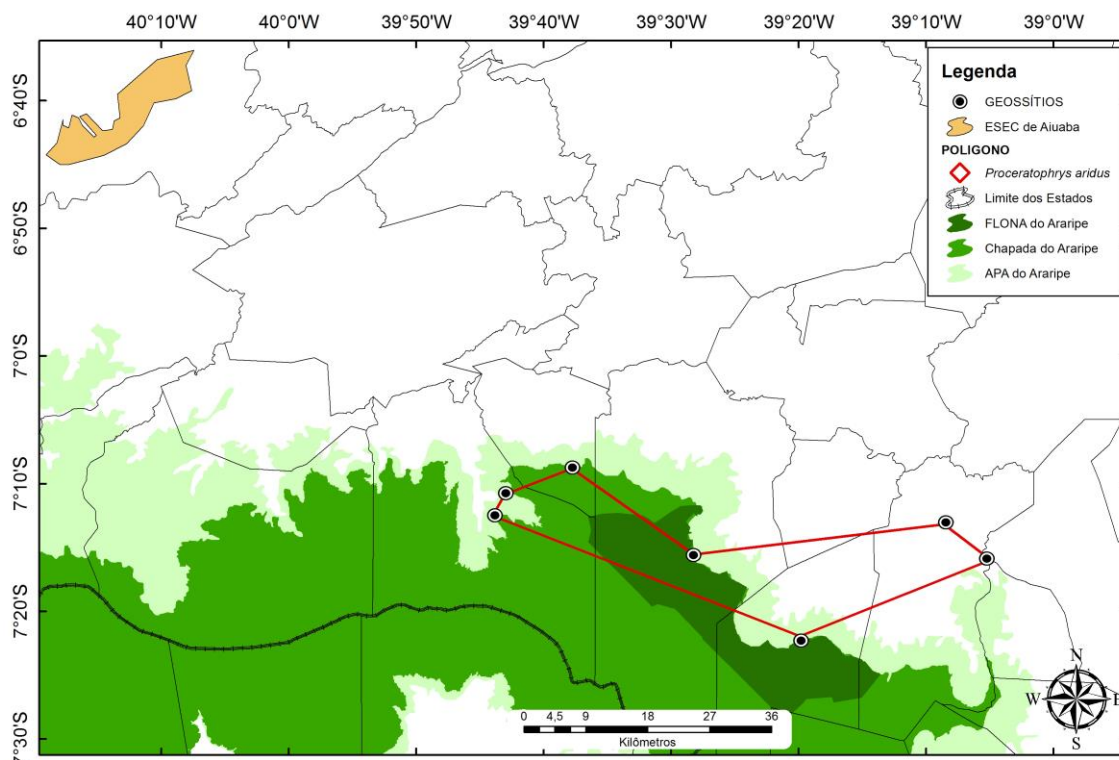 40°10'W 40°0'W 39°50'W 39°40'W 39°30'W 39°20'W 39°10'W 39°0'W
6°40'S
6°50'S
7°0'S
7°10'S
7°20'S
7°30'S
Legenda
GEOSSÍTIOS
ESEC de Aiuaba
POLIGONO
Proceratophrys aridus
Limite dos Estados
FLONA do Araripe
Chapada do Araripe
APA do Araripe
N
W E
S
0 4,5 9 18 27 36
Kilômetros